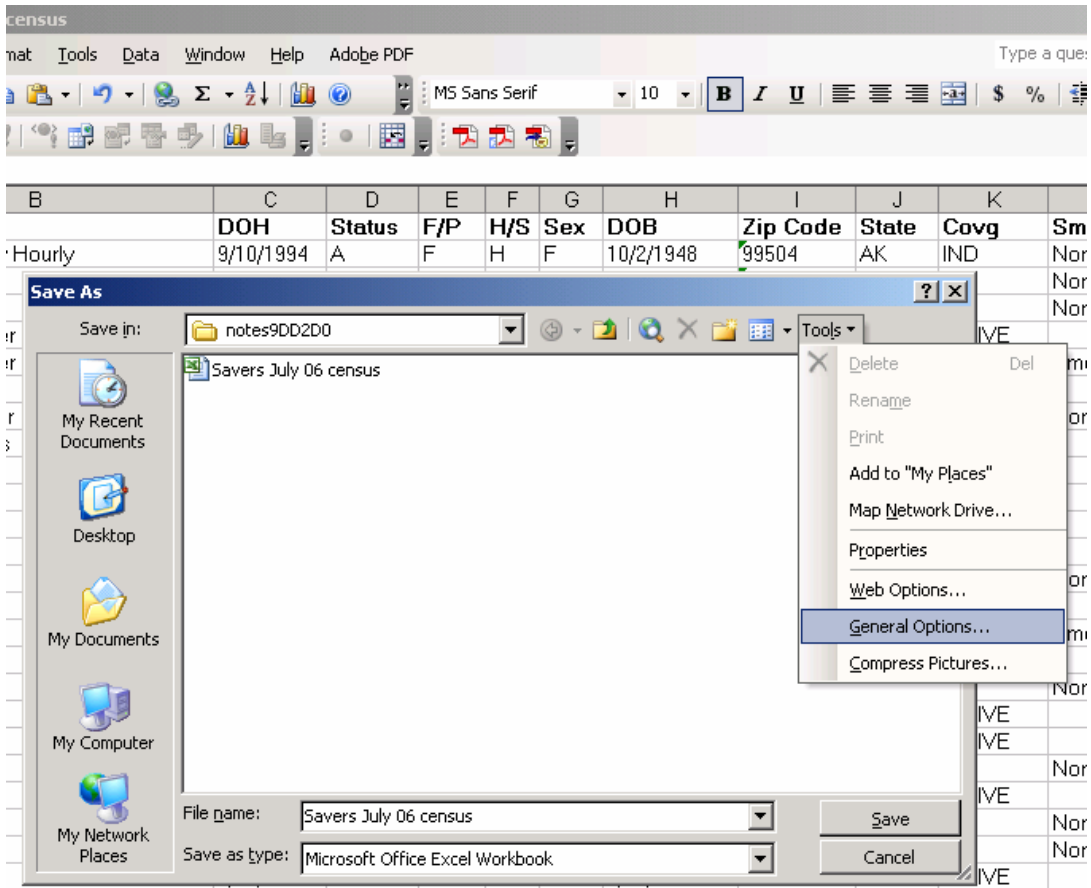 census
mat Tools Data Window Help Adobe PDF Type a ques
MS Sans Serif 10 B I U $ %
B C D E F G H I J K
DOH Status F/P H/S Sex DOB Zip Code State Covg Sm
Hourly 9/10/1994 A F H F 10/2/1948 99504 AK IND Nor
Save As
Nor
Nor
Save in: notes9DD2D0 Tools
IVE
er
er
r
s
Savers July 06 census
Delete Del
Rename
Print
Add to "My Places"
Map Network Drive...
Properties
Web Options...
General Options...
Compress Pictures...
My Recent
Documents
Desktop
My Documents
My Computer
My Network
Places
Nor
IVE
IVE
Nor
IVE
Nor
Nor
IVE
File name: Savers July 06 census Save
Save as type: Microsoft Office Excel Workbook Cancel